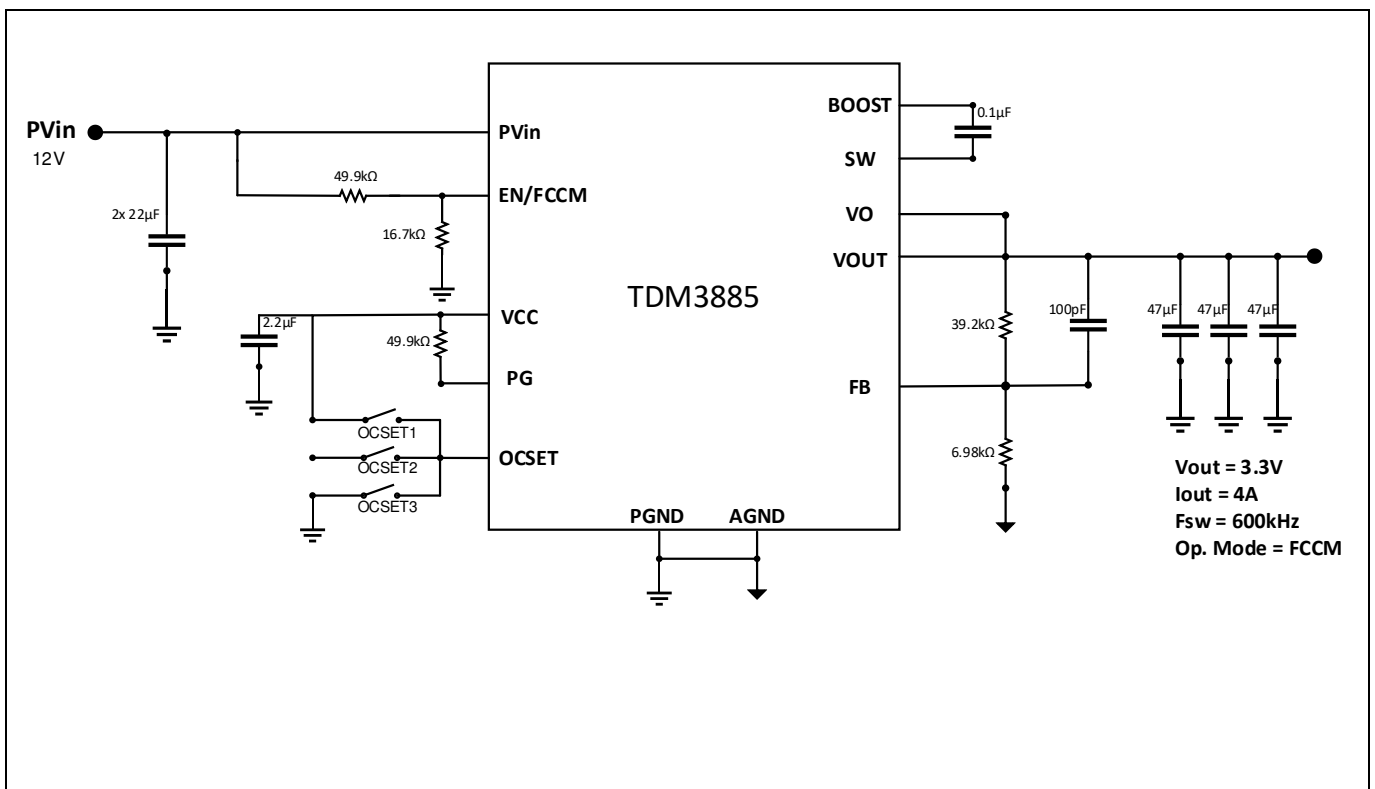 PVin
12V
2x 22µF
49.9kΩ
16.7kΩ
2.2µF
49.9kΩ
OCSET1
OCSET2
OCSET3
PVin
EN/FCCM
VCC
PG
OCSET
TDM3885
PGND AGND
BOOST
SW
VO
VOUT
FB
0.1µF
39.2kΩ
100pF
6.98kΩ
47µF 47µF 47µF
Vout = 3.3V
Iout = 4A
Fsw = 600kHz
Op. Mode = FCCM